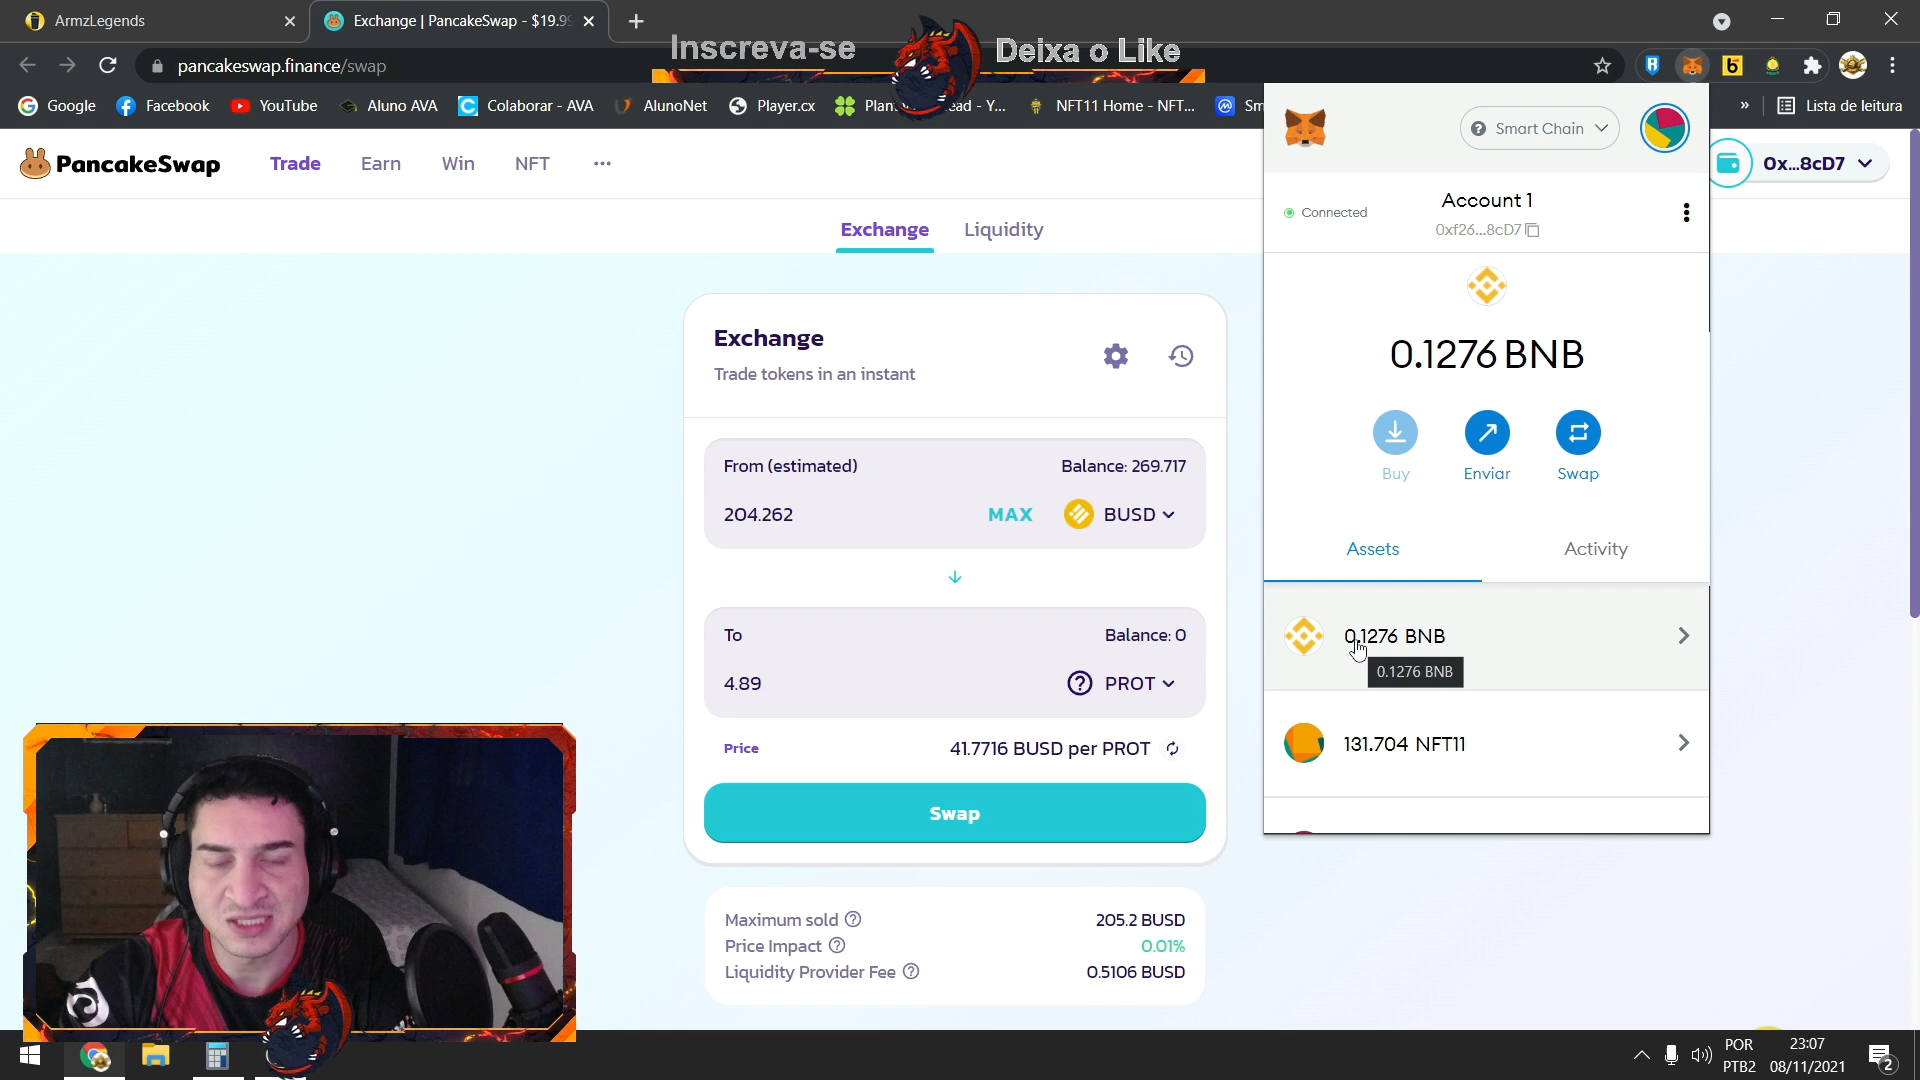 ArmzLegends
Exchange | PancakeSwap - $19.9
Inscreva-se
Deixa o Like
pancakeswap.finance/swap
Google
Facebook
YouTube
Aluno AVA
Colaborar - AVA
AlunoNet
Player.cx
NFT11 Home - NFT...
»
Lista de leitura
PancakeSwap
Trade
Earn
Win
NFT
0x...8cD7
Exchange
Liquidity
Smart Chain
Connected
Account 1
0xf26...8cD7
0.1276 BNB
Buy
Enviar
Swap
Assets
Activity
0.1276 BNB
0.1276 BNB
131.704 NFT11
Exchange
Trade tokens in an instant
From (estimated)
Balance: 269.717
204.262
MAX
BUSD
To
Balance: 0
4.89
PROT
Price
41.7716 BUSD per PROT
Swap
Maximum sold
205.2 BUSD
Price Impact
0.01%
Liquidity Provider Fee
0.5106 BUSD
POR
PTB2
23:07
08/11/2021
2